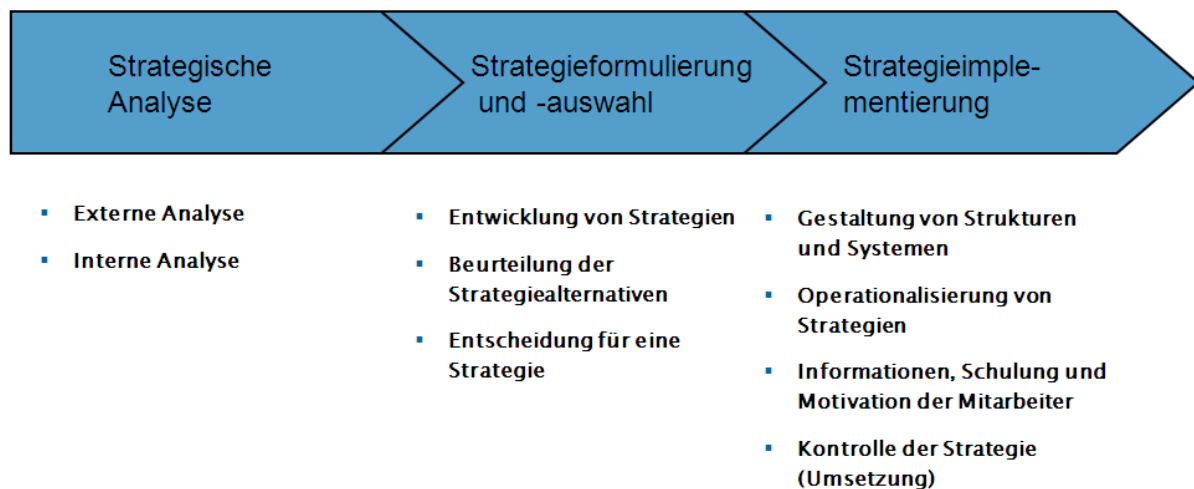 Strategische
Analyse
Strategieformulierung
und -auswahl
Strategieimple-
mentierung
▪ Externe Analyse
▪ Interne Analyse
▪ Entwicklung von Strategien
▪ Beurteilung der
Strategiealternativen
▪ Entscheidung für eine
Strategie
▪ Gestaltung von Strukturen
und Systemen
▪ Operationalisierung von
Strategien
▪ Informationen, Schulung und
Motivation der Mitarbeiter
▪ Kontrolle der Strategie
(Umsetzung)